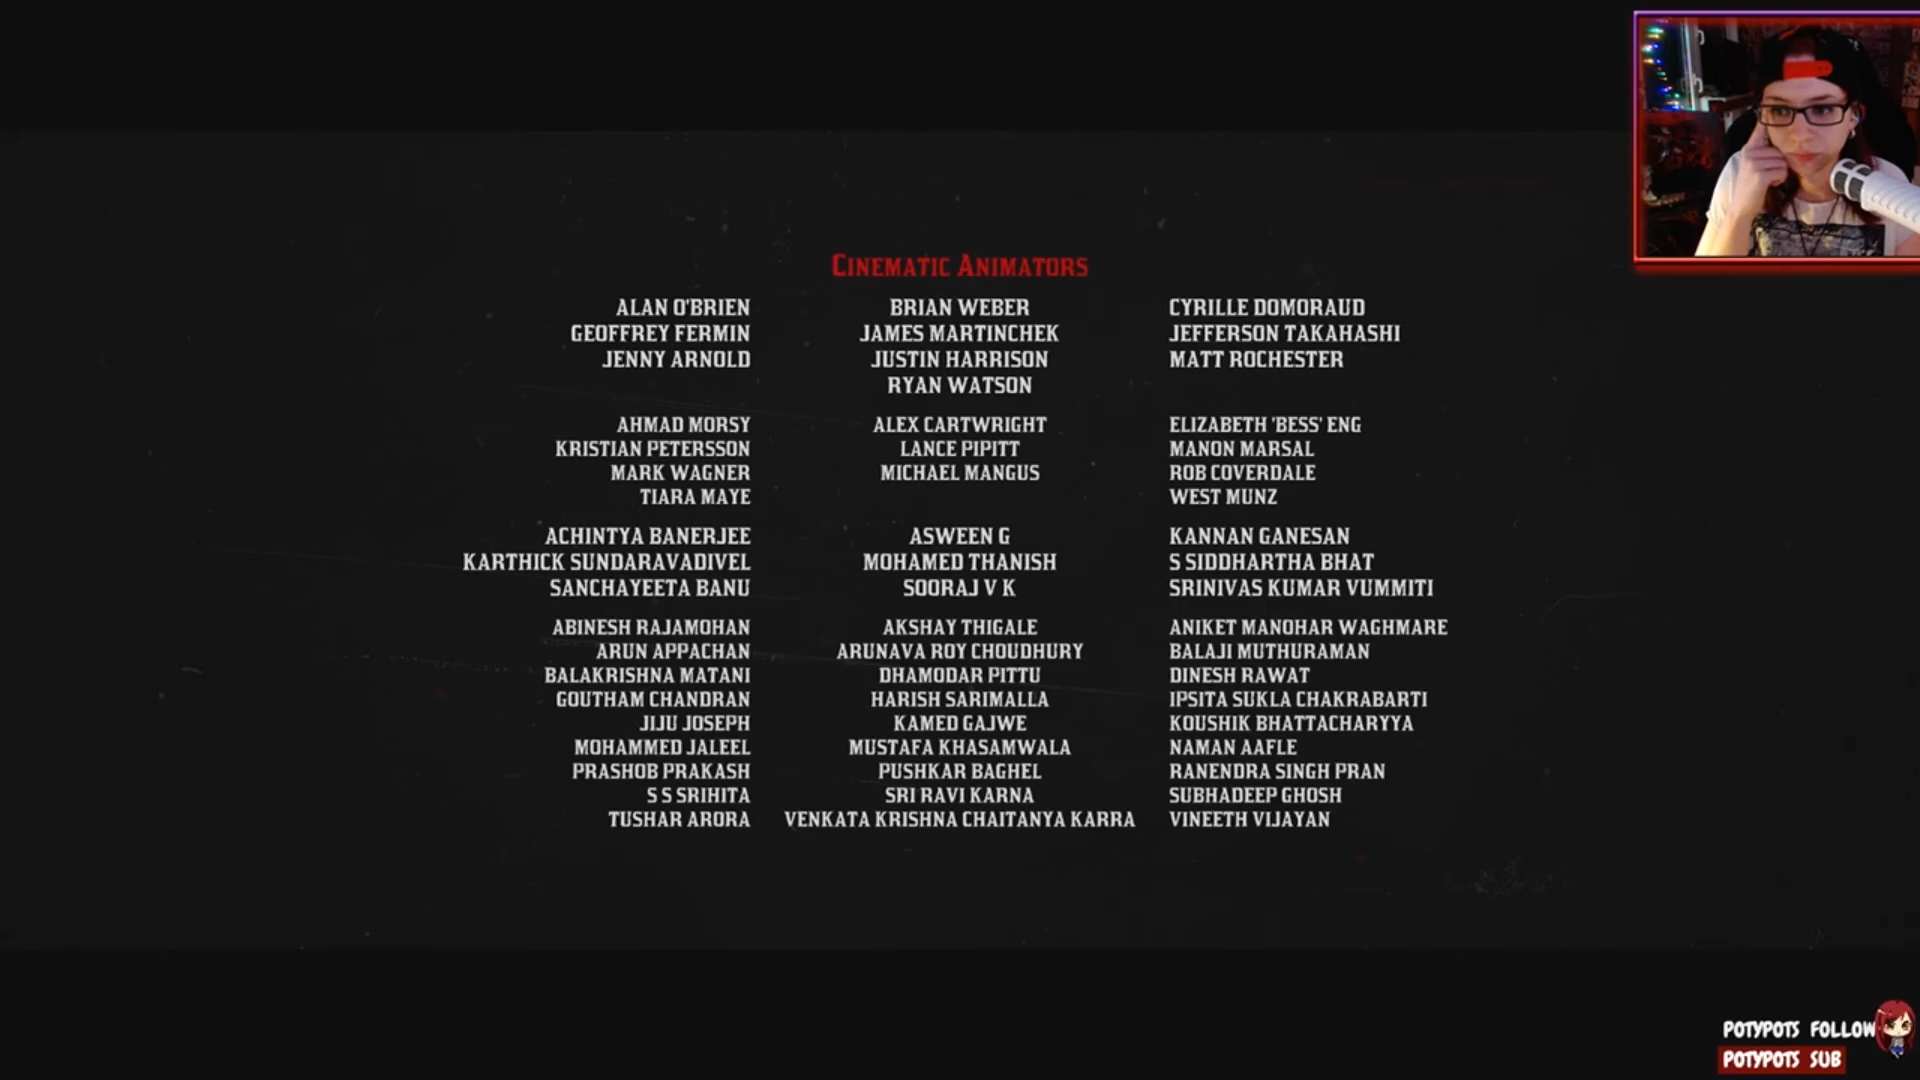 Cinematic Animators
ALAN O'BRIEN BRIAN WEBER CYRILLE DOMORAUD
GEOFFREY FERMIN JAMES MARTINCHEK JEFFERSON TAKAHASHI
JENNY ARNOLD JUSTIN HARRISON MATT ROCHESTER
RYAN WATSON
AHMAD MORSY ALEX CARTWRIGHT ELIZABETH 'BESS' ENG
KRISTIAN PETERSSON LANCE PIPITT MANON MARSAL
MARK WAGNER MICHAEL MANGUS ROB COVERDALE
TIARA MAYE WEST MUNZ
ACHINTYA BANERJEE ASWEEN G KANNAN GANESAN
KARTHICK SUNDARAVADIVEL MOHAMED THANISH S SIDDHARTHA BHAT
SANCHAYEETA BANU SOORAJ V K SRINIVAS KUMAR VUMMITI
ABINESH RAJAMOHAN AKSHAY THIGALE ANIKET MANOHAR WAGHMARE
ARUN APPACHAN ARUNAVA ROY CHOUDHURY BALAJI MUTHURAMAN
BALAKRISHNA MATANI DHAMODAR PITTU DINESH RAWAT
GOUTHAM CHANDRAN HARISH SARIMALLA IPSITA SUKLA CHAKRABARTI
JIJU JOSEPH KAMED GAJWE KOUSHIK BHATTACHARYYA
MOHAMMED JALEEL MUSTAFA KHASAMWALA NAMAN AAFLE
PRASHOB PRAKASH PUSHKAR BAGHEL RANENDRA SINGH PRAN
S S SRIHITA SRI RAVI KARNA SUBHADEEP GHOSH
TUSHAR ARORA VENKATA KRISHNA CHAITANYA KARRA VINEETH VIJAYAN
POTYPOTS FOLLOW
POTYPOTS SUB